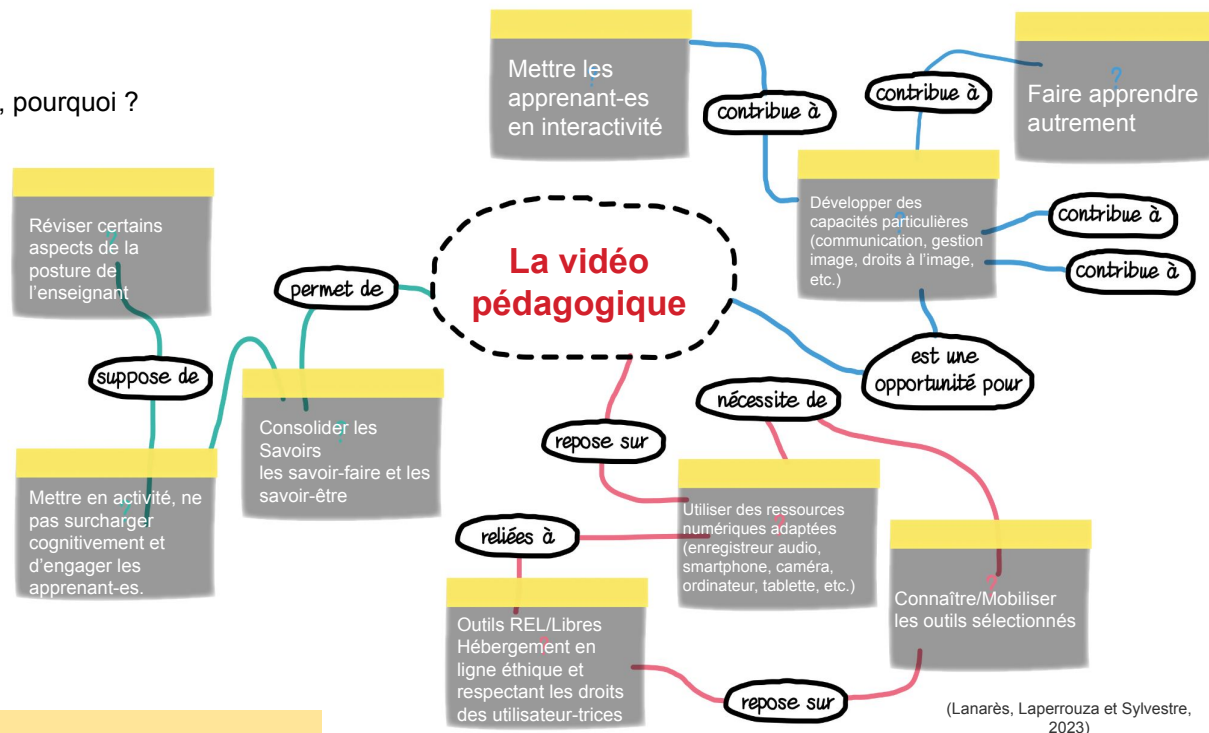 , pourquoi ?
Mettre les
apprenant-es
en interactivité
?
contribue à
contribue à
?
Faire apprendre
autrement
Réviser certains
aspects de la
posture de
l'enseignant
?
permet de
La vidéo
pédagogique
Développer des
capacités particulières
(communication, gestion
image, droits à l'image,
etc.)
?
contribue à
contribue à
suppose de
Consolider les
Savoirs
les savoir-faire et les
savoir-être
?
est une
opportunité pour
nécessite de
repose sur
Mettre en activité, ne
pas surcharger
cognitivement et
d'engager les
apprenant-es.
?
Utiliser des ressources
numériques adaptées
(enregistreur audio,
smartphone, caméra,
ordinateur, tablette, etc.)
?
reliées à
Outils REL/Libres
Hébergement en
ligne éthique et
respectant les droits
des utilisateur-trices
?
?
Connaître/Mobiliser
les outils sélectionnés
repose sur
(Lanarès, Laperrouza et Sylvestre,
2023)